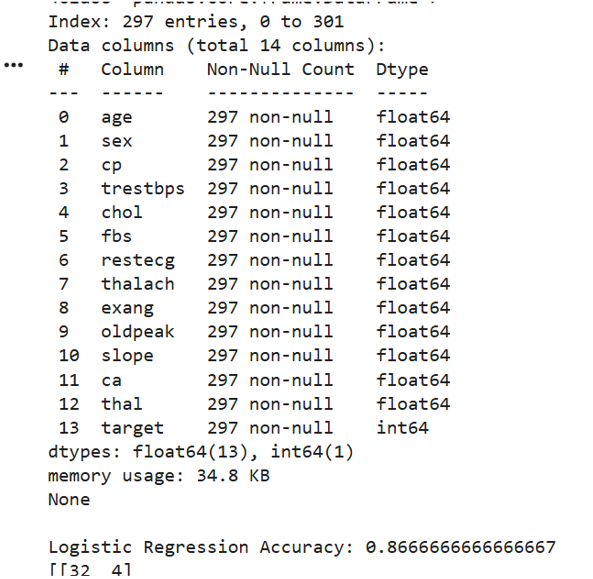 Index: 297 entries, 0 to 301
Data columns (total 14 columns):
 #   Column    Non-Null Count  Dtype
---  ------    --------------  -----
 0   age       297 non-null    float64
 1   sex       297 non-null    float64
 2   cp        297 non-null    float64
 3   trestbps  297 non-null    float64
 4   chol      297 non-null    float64
 5   fbs       297 non-null    float64
 6   restecg   297 non-null    float64
 7   thalach   297 non-null    float64
 8   exang     297 non-null    float64
 9   oldpeak   297 non-null    float64
 10  slope     297 non-null    float64
 11  ca        297 non-null    float64
 12  thal      297 non-null    float64
 13  target    297 non-null    int64
dtypes: float64(13), int64(1)
memory usage: 34.8 KB
None

Logistic Regression Accuracy: 0.8666666666666667
[[32  4]